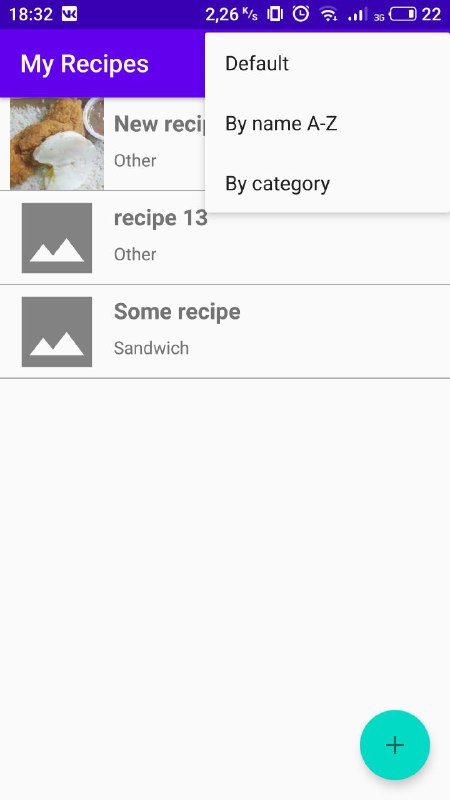 18:32 VK 2,26 K/s 3G 22
My Recipes
Default
By name A-Z
By category
New
Other
recipe 13
Other
Some recipe
Sandwich